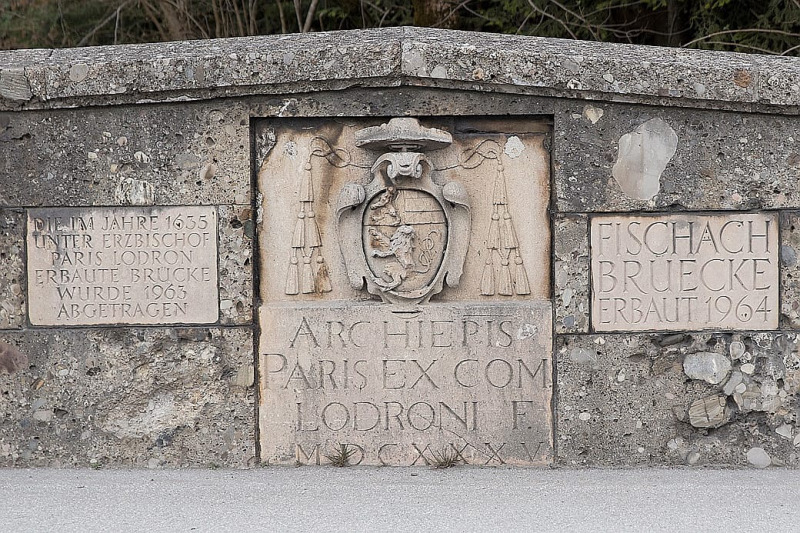 DIE IM JAHRE 1635
UNTER ERZBISCHOF
PARIS LODRON
ERBAUTE BRÜCKE
WURDE 1963
ABGETRAGEN
ARCHIEPIS
PARIS EX COM
LODRONI F.
MDCXXXV
FISCHACH
BRUECKE
ERBAUT 1964